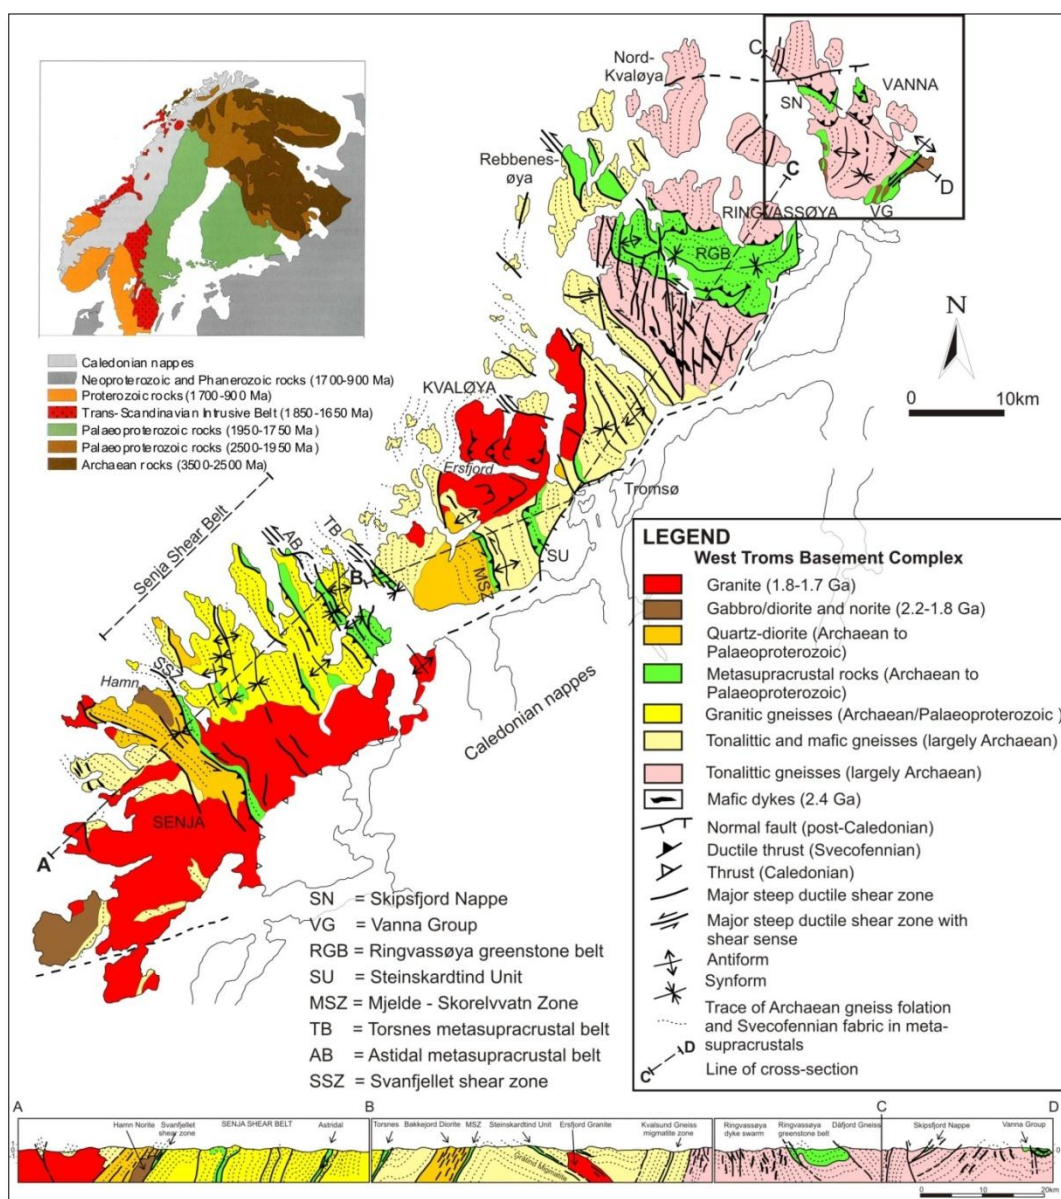 Caledonian nappes
Neoproterozoic and Phanerozoic rocks (1700-900 Ma)
Proterozoic rocks (1700-900 Ma)
Trans-Scandinavian Intrusive Belt (1850-1650 Ma)
Palaeoproterozoic rocks (1950-1750 Ma)
Palaeoproterozoic rocks (2500-1950 Ma)
Archaean rocks (3500-2500 Ma)
Nord-
Kvaløya
C
VANNA
SN
D
VG
Rebbenes-
øya
C
RINGVASSØYA
RGB
N
0 10km
KVALØYA
Ersfjord
Tromsø
SU
MSZ
Senja Shear Belt
AB
TB
B
SSZ
Hamn
SENJA
A
Caledonian nappes
SN = Skipsfjord Nappe
VG = Vanna Group
RGB = Ringvassøya greenstone belt
SU = Steinskardtind Unit
MSZ = Mjelde - Skorelvvatn Zone
TB = Torsnes metasupracrustal belt
AB = Astidal metasupracrustal belt
SSZ = Svanfjellet shear zone
LEGEND
West Troms Basement Complex
Granite (1.8-1.7 Ga)
Gabbro/diorite and norite (2.2-1.8 Ga)
Quartz-diorite (Archaean to
Palaeoproterozoic)
Metasupracrustal rocks (Archaean to
Palaeoproterozoic)
Granitic gneisses (Archaean/Palaeoproterozoic )
Tonalittic and mafic gneisses (largely Archaean)
Tonalittic gneisses (largely Archaean)
Mafic dykes (2.4 Ga)
Normal fault (post-Caledonian)
Ductile thrust (Svecofennian)
Thrust (Caledonian)
Major steep ductile shear zone
Major steep ductile shear zone with
shear sense
Antiform
Synform
Trace of Archaean gneiss folation
and Svecofennian fabric in meta-
supracrustals
C D Line of cross-section
A B C D
Hamn Norite
Svanfjellet
shear zone
SENJA SHEAR BELT
Astridal
Torsnes
Bakkejord Diorite
MSZ
Steinskardtind Unit
Gråtind Migmatite
Ersfjord Granite
Kvalsund Gneiss
migmatite zone
Ringvassøya
dyke swarm
Ringvassøya
greenstone belt
Dåfjord Gneiss
Skipsfjord Nappe
Vanna Group
0
0 10 20km